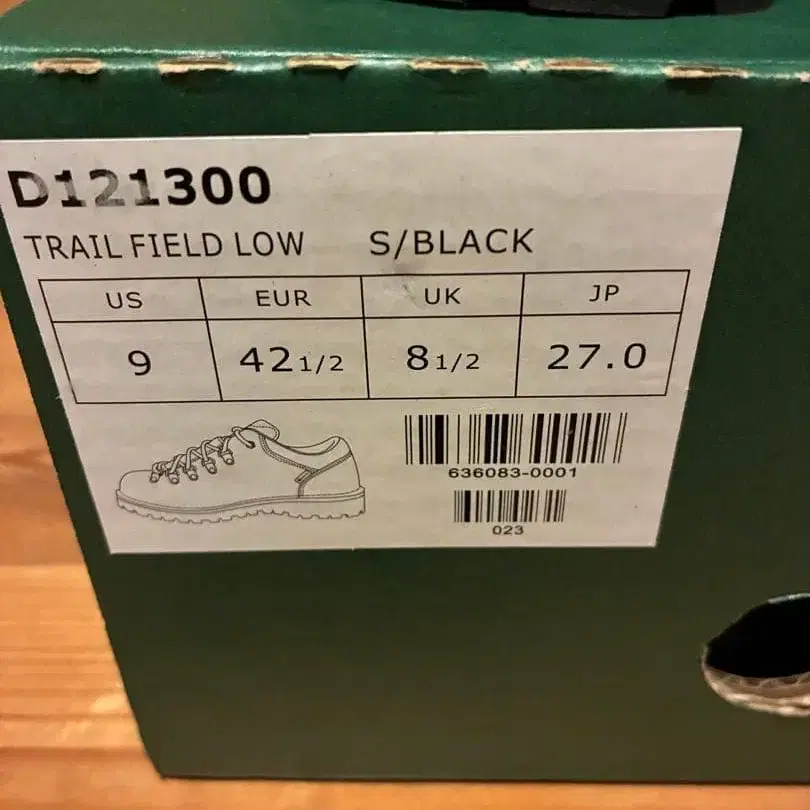 D121300
TRAIL FIELD LOW S/BLACK
US EUR UK JP
9 42 1/2 8 1/2 27.0
636083-0001
023